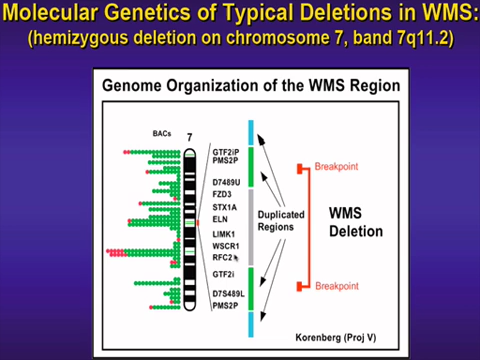 Molecular Genetics of Typical Deletions in WMS:
(hemizygous deletion on chromosome 7, band 7q11.2)
Genome Organization of the WMS Region
BACs
7
GTF2iP
PMS2P
D7489U
FZD3
STX1A
ELN
LIMK1
WSCR1
RFC2
GTF2i
D7S489L
PMS2P
Duplicated
Regions
Breakpoint
WMS
Deletion
Breakpoint
Korenberg (Proj V)